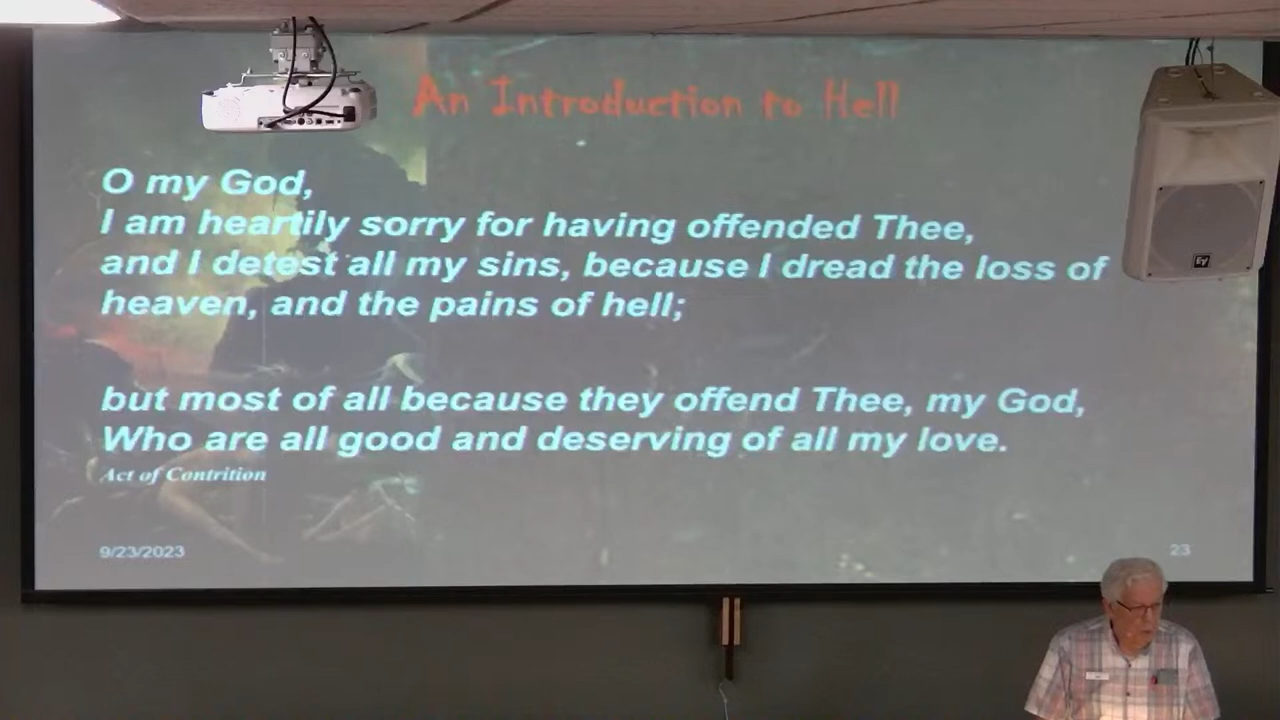 An Introduction to Hell
O my God,
I am heartily sorry for having offended Thee,
and I detest all my sins, because I dread the loss of
heaven, and the pains of hell;
but most of all because they offend Thee, my God,
Who are all good and deserving of all my love.
Act of Contrition
9/23/2023
23
EV